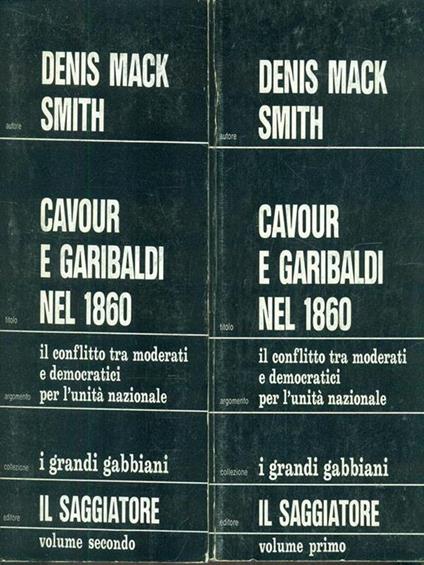 DENIS MACK
autore SMITH
CAVOUR
E GARIBALDI
titolo NEL 1860
il conflitto tra moderati
e democratici
argomento per l'unità nazionale
collezione i grandi gabbiani
editore IL SAGGIATORE
volume secondo
DENIS MACK
autore SMITH
CAVOUR
E GARIBALDI
titolo NEL 1860
il conflitto tra moderati
e democratici
argomento per l'unità nazionale
collezione i grandi gabbiani
editore IL SAGGIATORE
volume primo